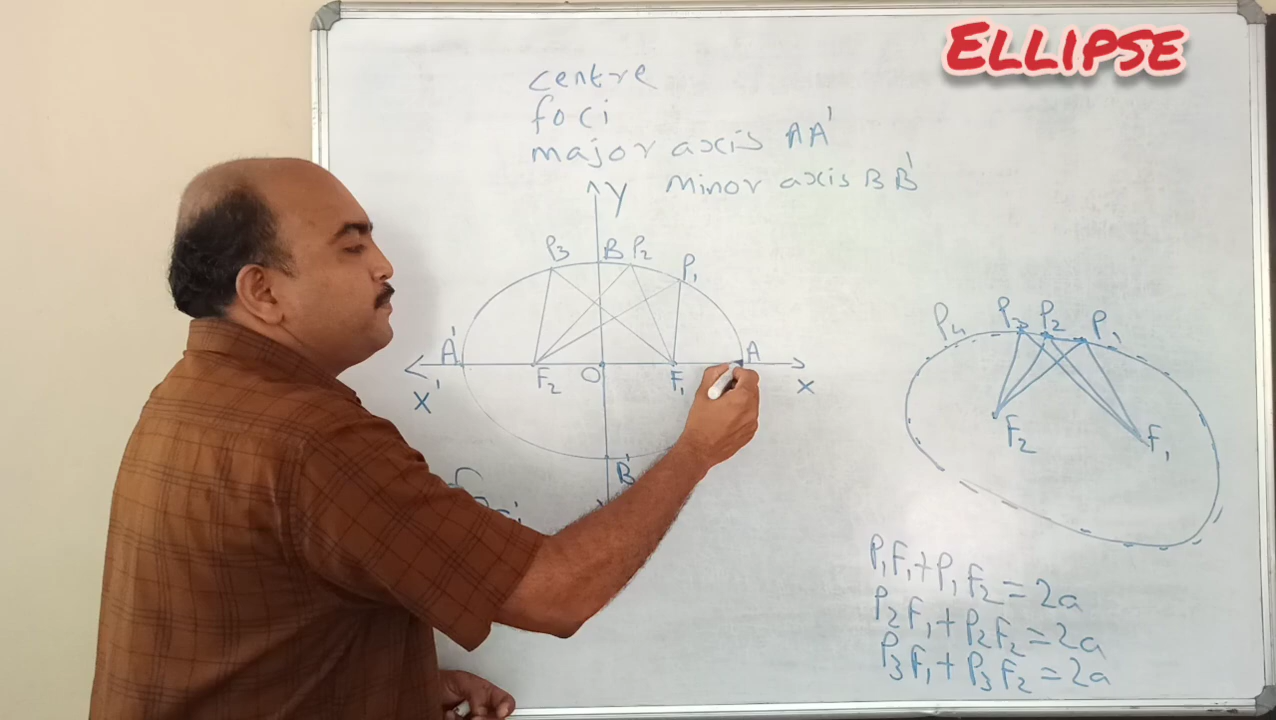 ELLIPSE
centre
foci
major axis AA'
Minor axis BB'
Y
P3 B P2 P1
A' A
F2 O F1
X' X
B'
P4 P3 P2 P1
F2 F1
P1F1+P1F2=2a
P2F1+P2F2=2a
P3F1+P3F2=2a